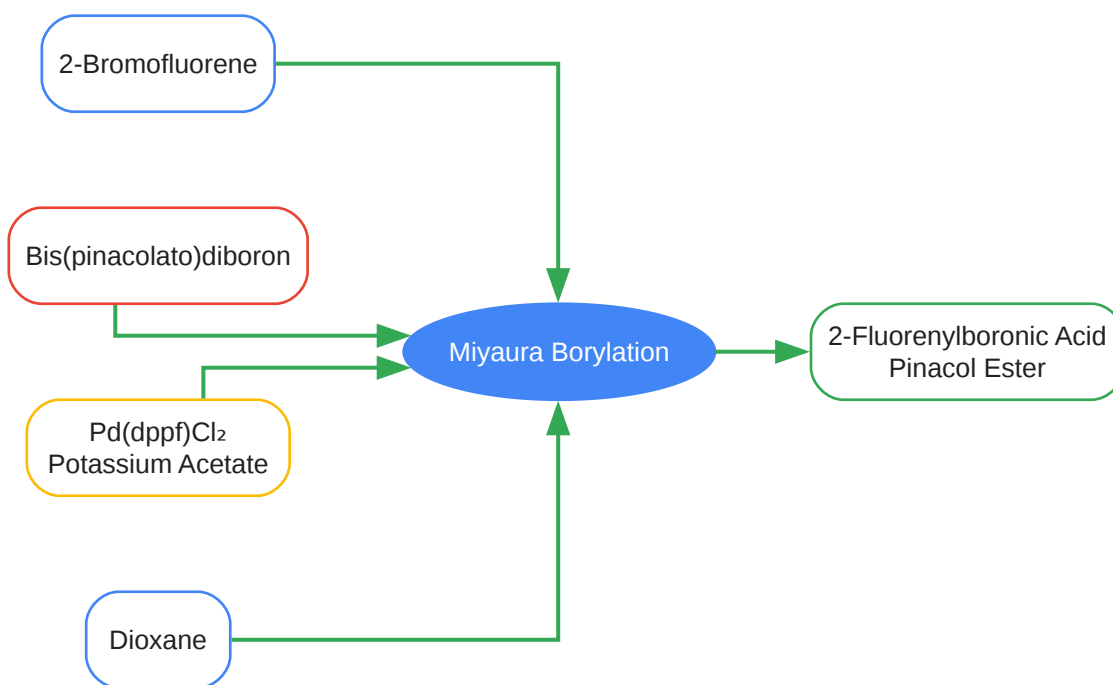 2-Bromofluorene
Bis(pinacolato)diboron
Miyaura Borylation
2-Fluorenylboronic Acid
Pinacol Ester
Pd(dppf)Cl₂
Potassium Acetate
Dioxane